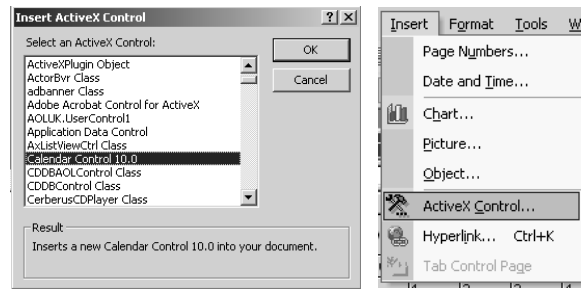 Insert ActiveX Control
Select an ActiveX Control:
ActiveXPlugin Object
ActorBvr Class
adbanner Class
Adobe Acrobat Control for ActiveX
AOLUK.UserControl1
Application Data Control
AxListViewCtrl Class
Calendar Control 10.0
CDDBAOLControl Class
CDDBControl Class
CerberusCDPlayer Class
OK
Cancel
Result
Inserts a new Calendar Control 10.0 into your document.
Insert Format Tools W
Page Numbers...
Date and Time...
Chart...
Picture...
Object...
ActiveX Control...
Hyperlink... Ctrl+K
Tab Control Page